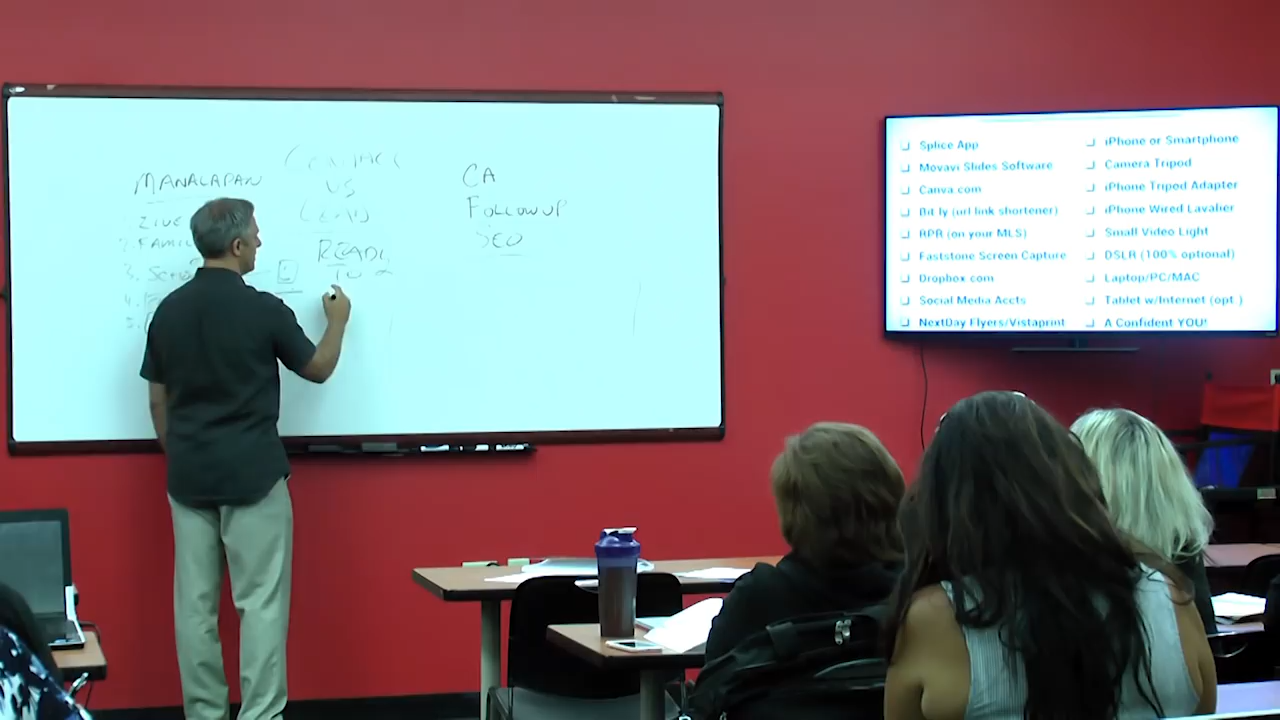 MANALAPAN
VS
READY
TO
CA
FOLLOWUP
SEO
Splice App
Movavi Slides Software
Canva.com
Bit.ly (url link shortener)
RPR (on your MLS)
Faststone Screen Capture
Dropbox.com
Social Media Accts
NextDay Flyers/Vistaprint
iPhone or Smartphone
Camera Tripod
iPhone Tripod Adapter
iPhone Wired Lavalier
Small Video Light
DSLR (100% optional)
Laptop/PC/MAC
Tablet w/Internet (opt.)
A Confident YOU!